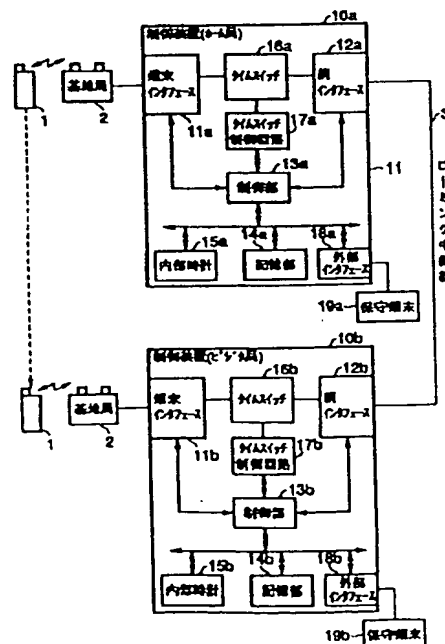 10a
制御装置(ホーム局)
16a
12a
端末
インタフェース
タイムスイッチ
網
インタフェース
基地局
1
2
11a
17a
タイムスイッチ
制御回路
13a
制御部
11
3
15a
14a
18a
内部時計
記憶部
外部
インタフェース
19a
保守端末
10b
制御装置(ビジタ局)
16b
12b
端末
インタフェース
タイムスイッチ
網
インタフェース
基地局
1
2
11b
17b
タイムスイッチ
制御回路
13b
制御部
15b
14b
18b
内部時計
記憶部
外部
インタフェース
19b
保守端末